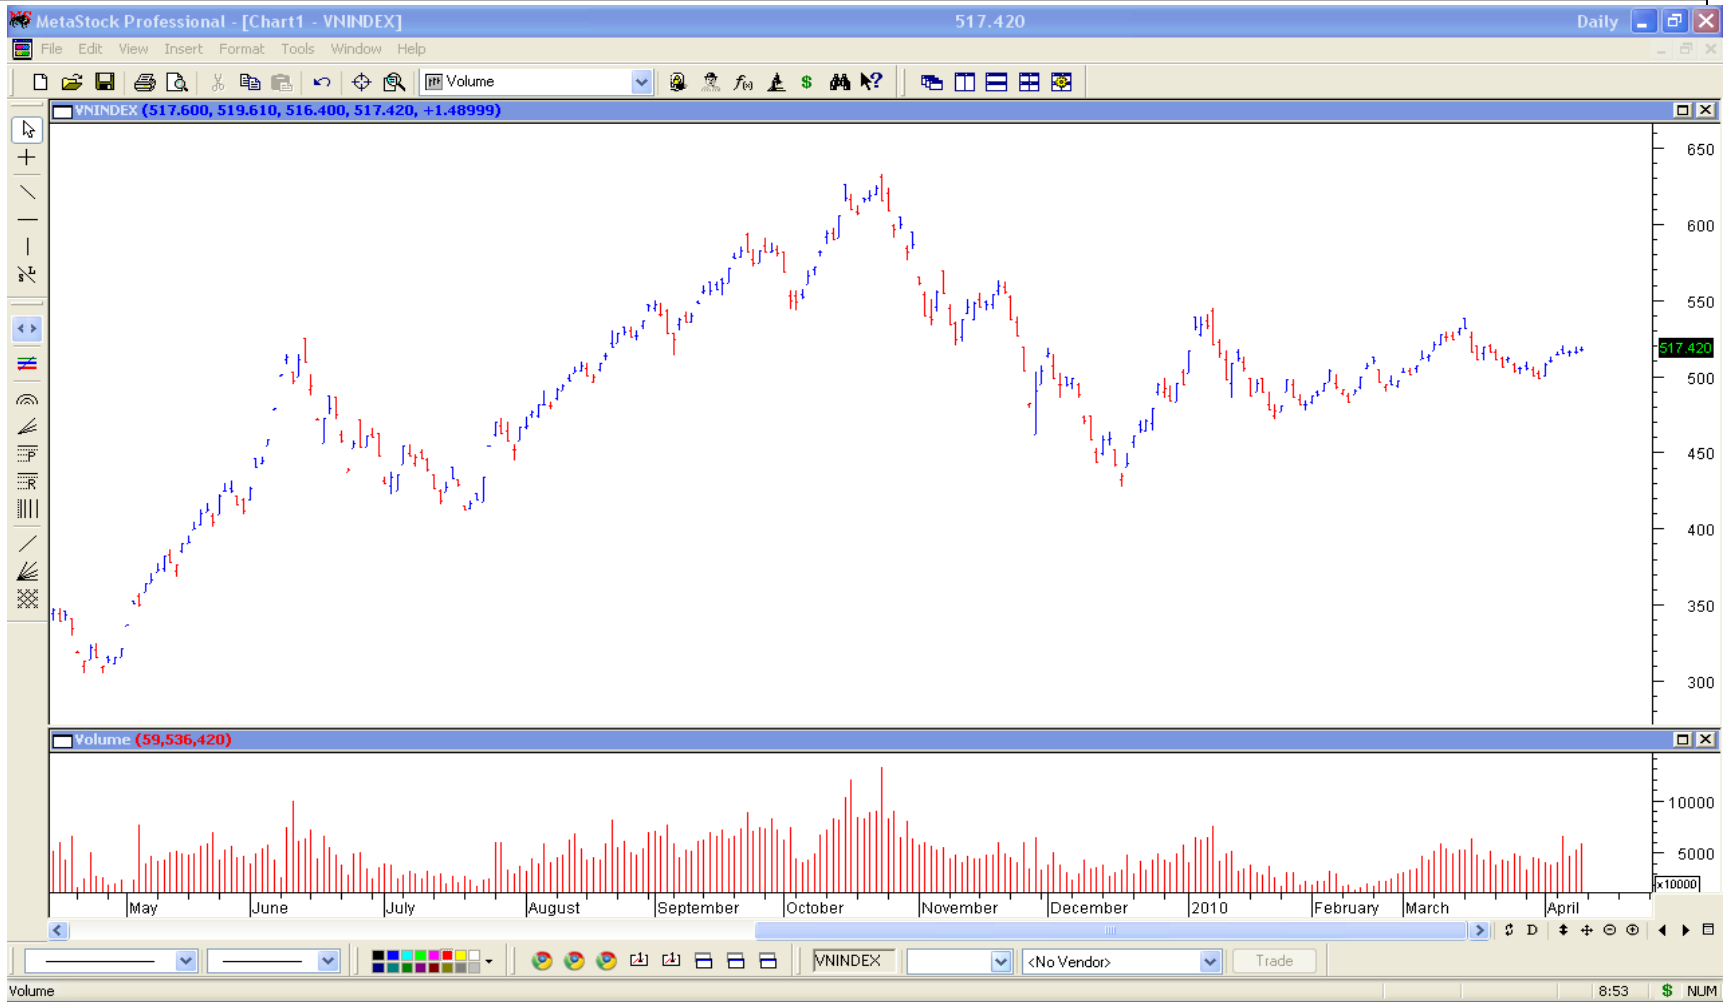 MetaStock Professional - [Chart1 - VNINDEX] 517.420 Daily
File Edit View Insert Format Tools Window Help
Volume
VNINDEX (517.600, 519.610, 516.400, 517.420, +1.48999)
650
600
550
517.420
500
450
400
350
300
Volume (59,536,420)
10000
5000
x10000
May June July August September October November December 2010 February March April
D
VNINDEX <No Vendor> Trade
Volume 8:53 $ NUM